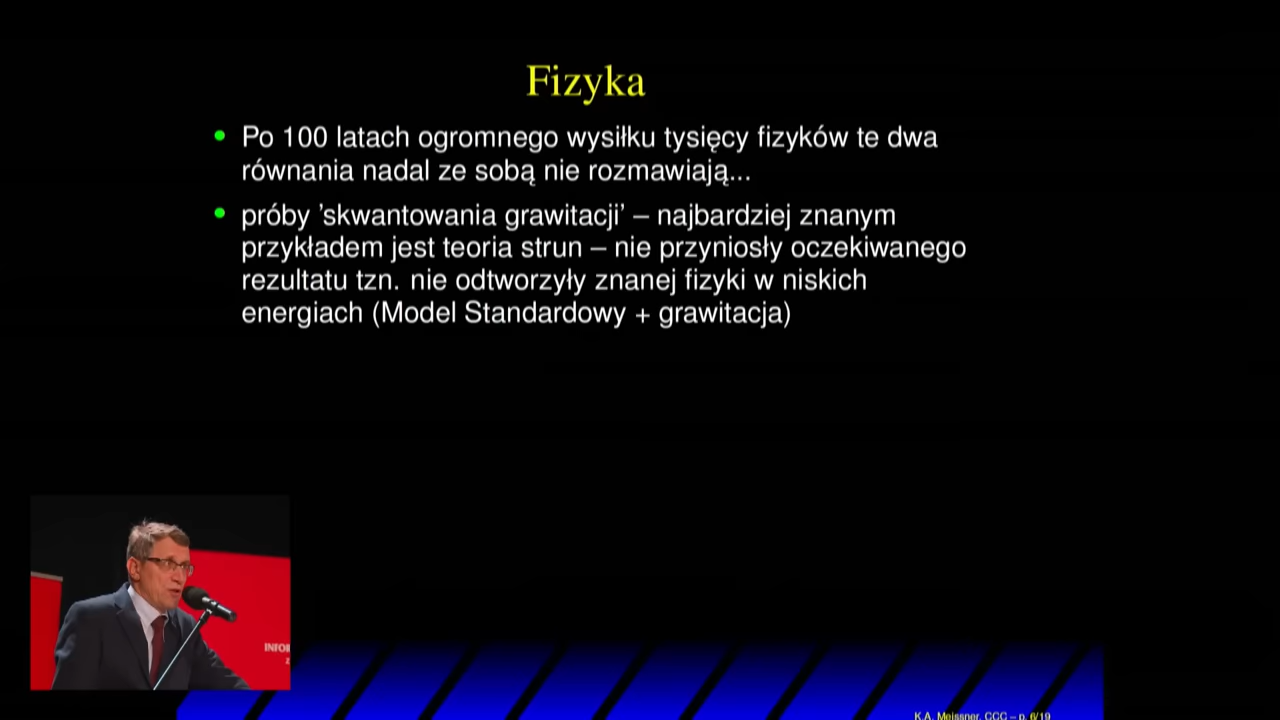 Fizyka
Po 100 latach ogromnego wysiłku tysięcy fizyków te dwa
równania nadal ze sobą nie rozmawiają...
próby 'skwantowania grawitacji' – najbardziej znanym
przykładem jest teoria strun – nie przyniosły oczekiwanego
rezultatu tzn. nie odtworzyły znanej fizyki w niskich
energiach (Model Standardowy + grawitacja)
K.A. Meissner, CCC – p. 6/19